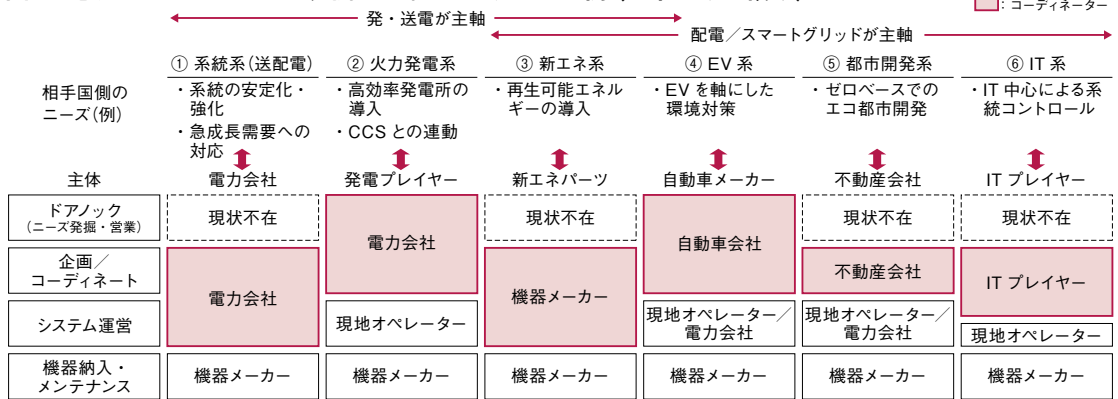 ：コーディネーター
発・送電が主軸
配電／スマートグリッドが主軸
相手国側の
ニーズ（例）
① 系統系（送配電）
・系統の安定化・
強化
・急成長需要への
対応
② 火力発電系
・高効率発電所の
導入
・CCS との連動
③ 新エネ系
・再生可能エネル
ギーの導入
④ EV 系
・EV を軸にした
環境対策
⑤ 都市開発系
・ゼロベースでの
エコ都市開発
⑥ IT 系
・IT 中心による系
統コントロール
主体
電力会社
発電プレイヤー
新エネパーツ
自動車メーカー
不動産会社
IT プレイヤー
ドアノック
（ニーズ発掘・営業）
現状不在
電力会社
現状不在
自動車会社
現状不在
現状不在
企画／
コーディネート
電力会社
機器メーカー
不動産会社
IT プレイヤー
システム運営
現地オペレーター
現地オペレーター／
電力会社
現地オペレーター／
電力会社
現地オペレーター
機器納入・
メンテナンス
機器メーカー
機器メーカー
機器メーカー
機器メーカー
機器メーカー
機器メーカー